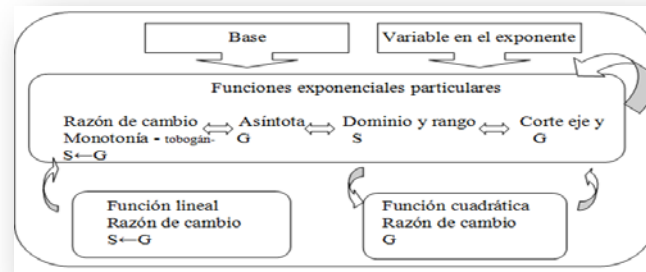 Base
Variable en el exponente
Funciones exponenciales particulares
Razón de cambio ⇔ Asíntota ⇔ Dominio y rango ⇔ Corte eje y
Monotonía - tobogán- G S G
S←G
Función lineal
Razón de cambio
S←G
Función cuadrática
Razón de cambio
G